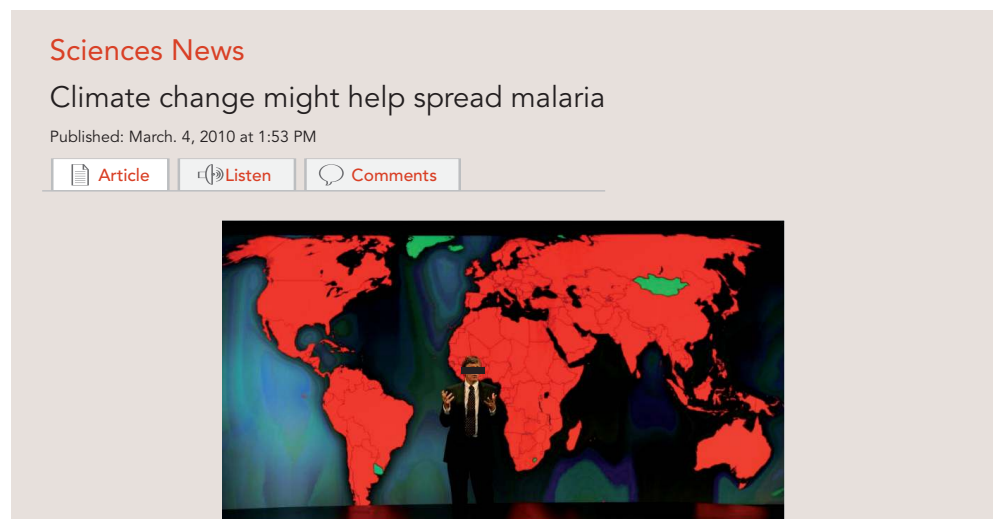 Sciences News
Climate change might help spread malaria
Published: March. 4, 2010 at 1:53 PM
Article Listen Comments